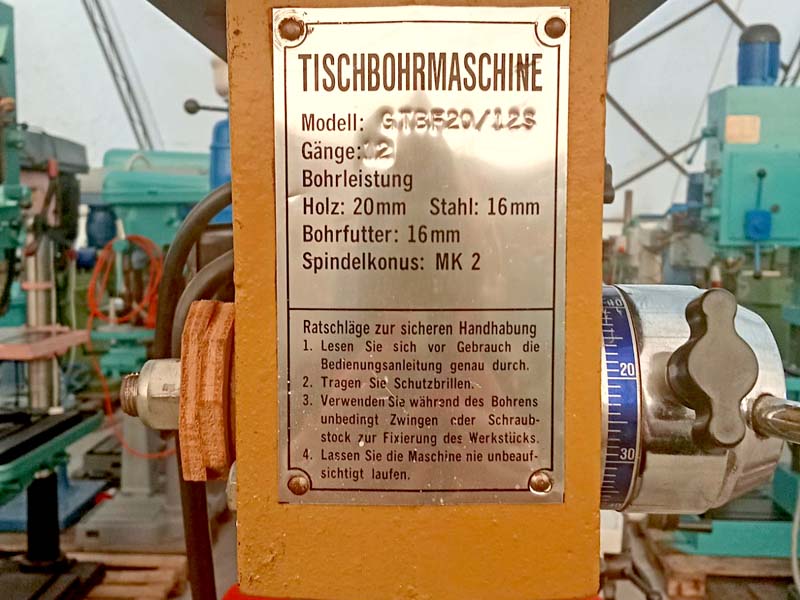 TISCHBOHRMASCHINE
Modell: GTBF20/12S
Gänge: 12
Bohrleistung
Holz: 20mm Stahl: 16mm
Bohrfutter: 16mm
Spindelkonus: MK 2
Ratschläge zur sicheren Handhabung
1. Lesen Sie sich vor Gebrauch die
Bedienungsanleitung genau durch.
2. Tragen Sie Schutzbrillen.
3. Verwenden Sie während des Bohrens
unbedingt Zwingen oder Schraub-
stock zur Fixierung des Werkstücks.
4. Lassen Sie die Maschine nie unbeauf-
sichtigt laufen.
20
30